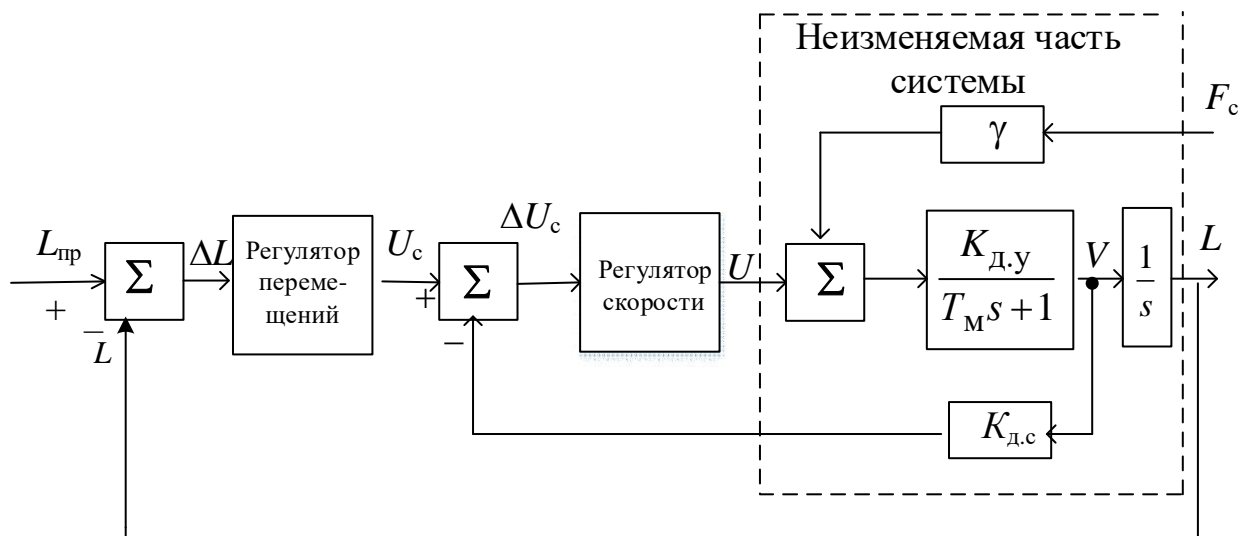 Неизменяемая часть
системы
F_с
γ
L_пр
+
Σ
−
L
ΔL
Регулятор
переме-
щений
U_с
+
Σ
−
ΔU_с
Регулятор
скорости
U
Σ
K_д.у
T_м s + 1
V
1
s
L
K_д.с